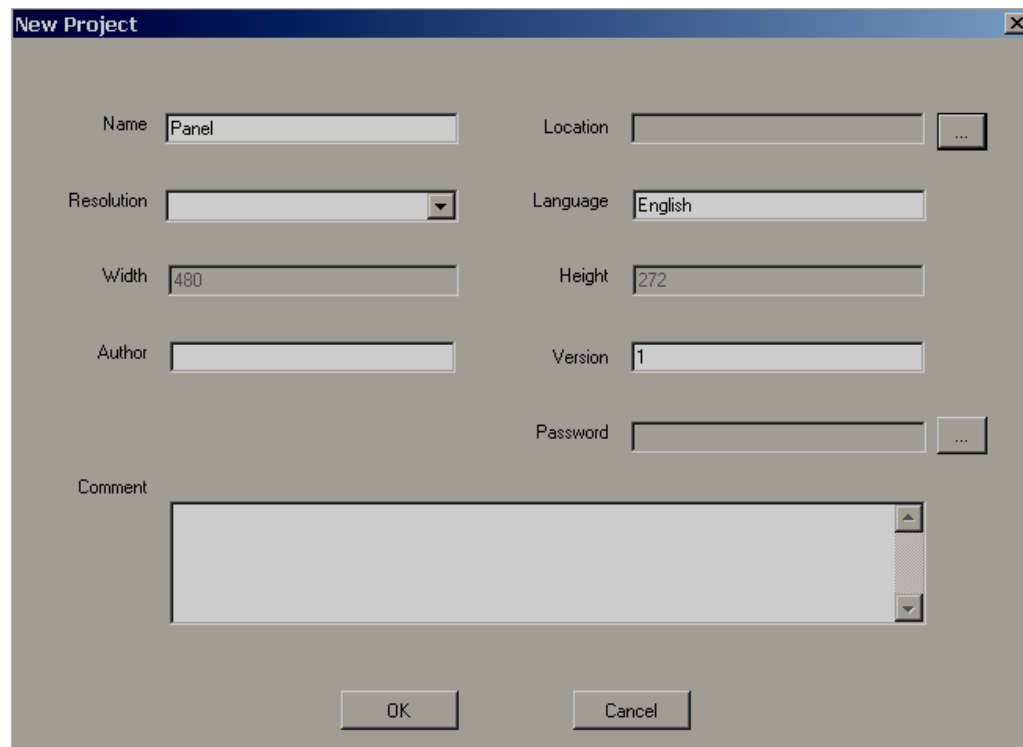 New Project
Name Panel Location ...
Resolution Language English
Width 480 Height 272
Author Version 1
Password ...
Comment
OK Cancel